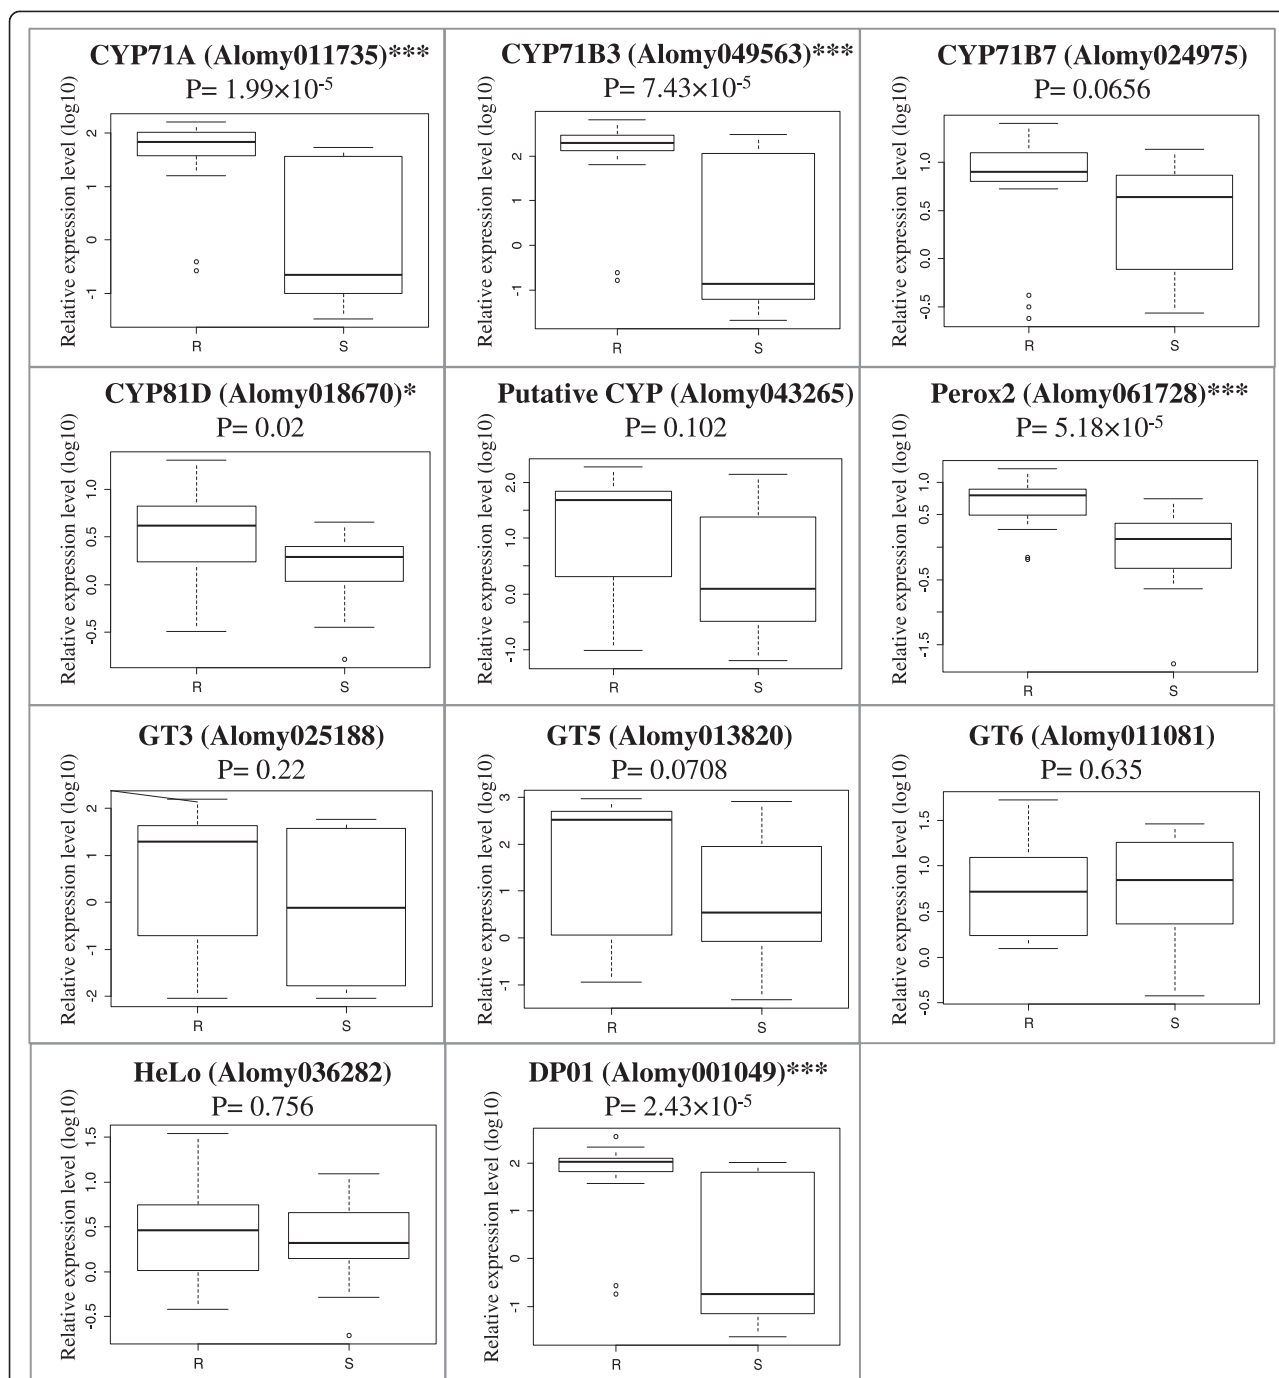 CYP71A (Alomy011735)***
P= 1.99×10-5
Relative expression level (log10)
2
1
0
-1
R S
CYP71B3 (Alomy049563)***
P= 7.43×10-5
Relative expression level (log10)
2
1
0
-1
R S
CYP71B7 (Alomy024975)
P= 0.0656
Relative expression level (log10)
1.0
0.5
0.0
-0.5
R S
CYP81D (Alomy018670)*
P= 0.02
Relative expression level (log10)
1.0
0.5
0.0
-0.5
R S
Putative CYP (Alomy043265)
P= 0.102
Relative expression level (log10)
2.0
1.0
0.0
-1.0
R S
Perox2 (Alomy061728)***
P= 5.18×10-5
Relative expression level (log10)
1.0
0.5
-0.5
-1.5
R S
GT3 (Alomy025188)
P= 0.22
Relative expression level (log10)
2
1
0
-1
-2
R S
GT5 (Alomy013820)
P= 0.0708
Relative expression level (log10)
3
2
1
0
-1
R S
GT6 (Alomy011081)
P= 0.635
Relative expression level (log10)
1.5
1.0
0.5
0.0
-0.5
R S
HeLo (Alomy036282)
P= 0.756
Relative expression level (log10)
1.5
1.0
0.5
0.0
-0.5
R S
DP01 (Alomy001049)***
P= 2.43×10-5
Relative expression level (log10)
2
1
0
-1
R S